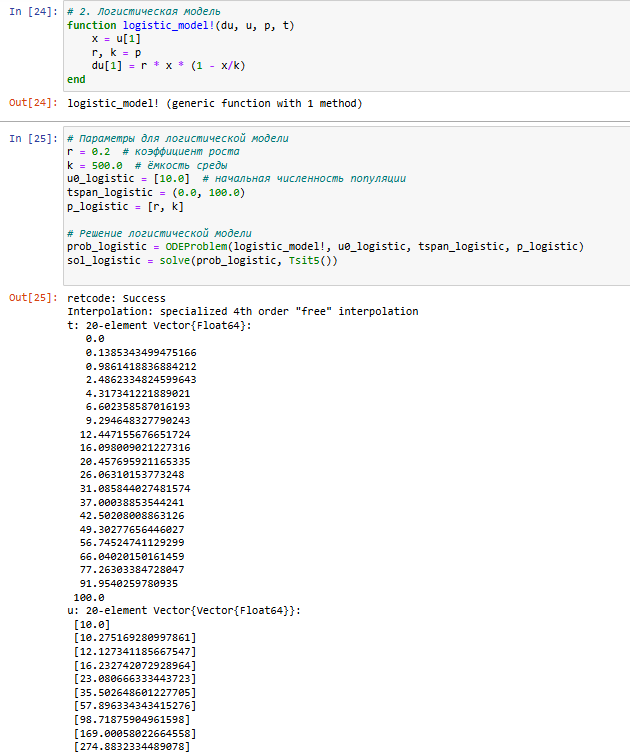 In [24]: # 2. Логистическая модель
function logistic_model!(du, u, p, t)
    x = u[1]
    r, k = p
    du[1] = r * x * (1 - x/k)
end
Out[24]: logistic_model! (generic function with 1 method)
In [25]: # Параметры для логистической модели
r = 0.2  # коэффициент роста
k = 500.0  # ёмкость среды
u0_logistic = [10.0]  # начальная численность популяции
tspan_logistic = (0.0, 100.0)
p_logistic = [r, k]
# Решение логистической модели
prob_logistic = ODEProblem(logistic_model!, u0_logistic, tspan_logistic, p_logistic)
sol_logistic = solve(prob_logistic, Tsit5())
Out[25]: retcode: Success
Interpolation: specialized 4th order "free" interpolation
t: 20-element Vector{Float64}:
0.0
0.1385343499475166
0.9861418836884212
2.4862334824599643
4.317341221889021
6.602358587016193
9.294648327790243
12.447155676651724
16.098009021227316
20.457695921165335
26.06310153773248
31.085844027481574
37.00038853544241
42.50208008863126
49.30277656446027
56.74524741129299
66.04020150161459
77.26303384728047
91.9540259780935
100.0
u: 20-element Vector{Vector{Float64}}:
[10.0]
[10.275169280997861]
[12.127341185667547]
[16.232742072928964]
[23.080666333443723]
[35.502648601227705]
[57.896334343415276]
[98.71875904961598]
[169.00058022664558]
[274.8832334489078]